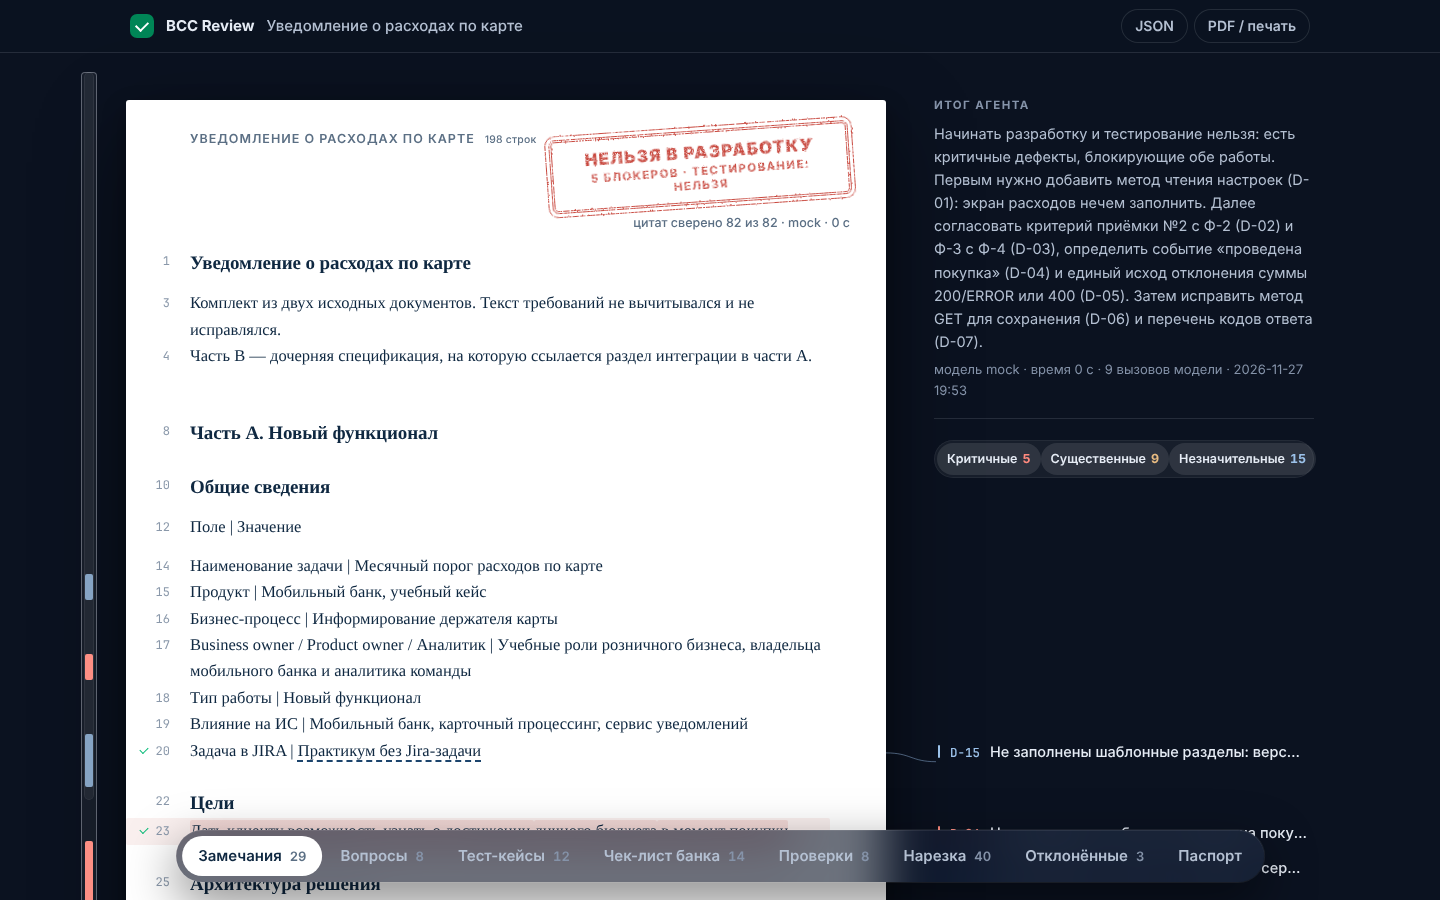 BCC Review Уведомление о расходах по карте
JSON
PDF / печать
УВЕДОМЛЕНИЕ О РАСХОДАХ ПО КАРТЕ 198 строк
НЕЛЬЗЯ В РАЗРАБОТКУ
5 БЛОКЕРОВ · ТЕСТИРОВАНИЕ:
НЕЛЬЗЯ
цитат сверено 82 из 82 · mock · 0 с
1 Уведомление о расходах по карте
3 Комплект из двух исходных документов. Текст требований не вычитывался и не
исправлялся.
4 Часть B — дочерняя спецификация, на которую ссылается раздел интеграции в части A.
8 Часть A. Новый функционал
10 Общие сведения
12 Поле | Значение
14 Наименование задачи | Месячный порог расходов по карте
15 Продукт | Мобильный банк, учебный кейс
16 Бизнес-процесс | Информирование держателя карты
17 Business owner / Product owner / Аналитик | Учебные роли розничного бизнеса, владельца
мобильного банка и аналитика команды
18 Тип работы | Новый функционал
19 Влияние на ИС | Мобильный банк, карточный процессинг, сервис уведомлений
20 Задача в JIRA | Практикум без Jira-задачи
22 Цели
23 Дать клиенту возможность узнать о достижении личного бюджета в момент покупки
25 Архитектура решения
ИТОГ АГЕНТА
Начинать разработку и тестирование нельзя: есть
критичные дефекты, блокирующие обе работы.
Первым нужно добавить метод чтения настроек (D-
01): экран расходов нечем заполнить. Далее
согласовать критерий приёмки №2 с Ф-2 (D-02) и
Ф-3 с Ф-4 (D-03), определить событие «проведена
покупка» (D-04) и единый исход отклонения суммы
200/ERROR или 400 (D-05). Затем исправить метод
GET для сохранения (D-06) и перечень кодов ответа
(D-07).
модель mock · время 0 с · 9 вызовов модели · 2026-11-27
19:53
Критичные 5 Существенные 9 Незначительные 15
D-15 Не заполнены шаблонные разделы: верс...
поку...
сер...
Замечания 29 Вопросы 8 Тест-кейсы 12 Чек-лист банка 14 Проверки 8 Нарезка 40 Отклонённые 3 Паспорт